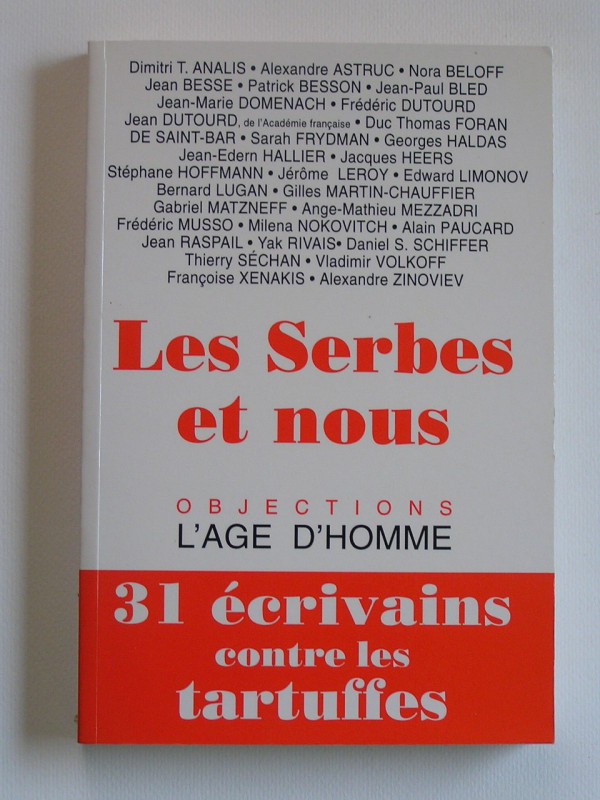 Dimitri T. ANALIS • Alexandre ASTRUC • Nora BELOFF
Jean BESSE • Patrick BESSON • Jean-Paul BLED
Jean-Marie DOMENACH • Frédéric DUTOURD
Jean DUTOURD, de l'Académie française • Duc Thomas FORAN
DE SAINT-BAR • Sarah FRYDMAN • Georges HALDAS
Jean-Edern HALLIER • Jacques HEERS
Stéphane HOFFMANN • Jérôme LEROY • Edward LIMONOV
Bernard LUGAN • Gilles MARTIN-CHAUFFIER
Gabriel MATZNEFF • Ange-Mathieu MEZZADRI
Frédéric MUSSO • Milena NOKOVITCH • Alain PAUCARD
Jean RASPAIL • Yak RIVAIS• Daniel S. SCHIFFER
Thierry SÉCHAN • Vladimir VOLKOFF
Françoise XENAKIS • Alexandre ZINOVIEV
Les Serbes
et nous
OBJECTIONS
L'AGE D'HOMME
31 écrivains
contre les
tartuffes